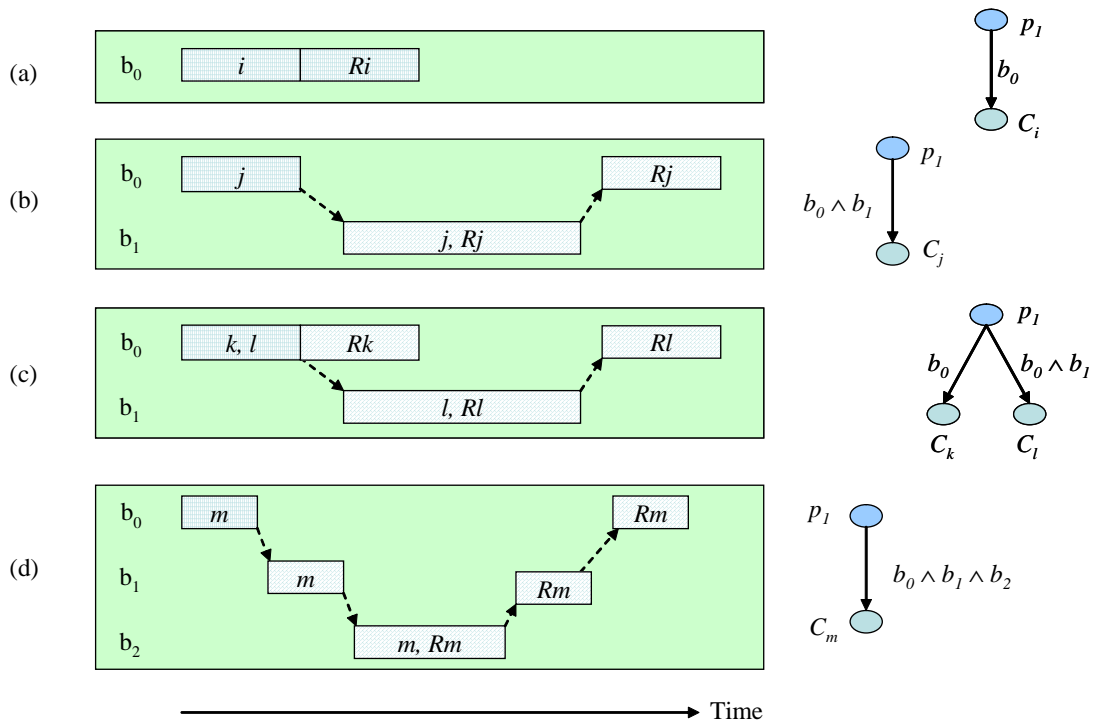 (a)
b₀
i
Ri
p₁
b₀
Cᵢ
(b)
b₀
j
Rj
b₁
j, Rj
p₁
b₀ ∧ b₁
Cⱼ
(c)
b₀
k, l
Rk
Rl
b₁
l, Rl
p₁
b₀
b₀ ∧ b₁
Cₖ
Cₗ
(d)
b₀
m
Rm
b₁
m
Rm
b₂
m, Rm
p₁
b₀ ∧ b₁ ∧ b₂
Cₘ
Time